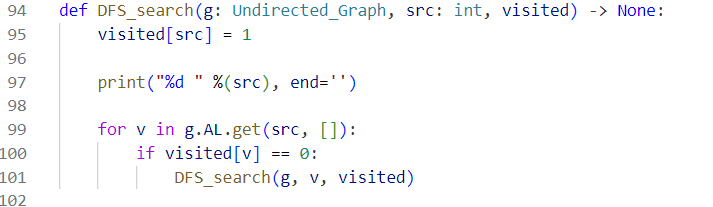 94 def DFS_search(g: Undirected_Graph, src: int, visited) -> None:
95     visited[src] = 1
96
97     print("%d " %(src), end='')
98
99     for v in g.AL.get(src, []):
100         if visited[v] == 0:
101             DFS_search(g, v, visited)
102